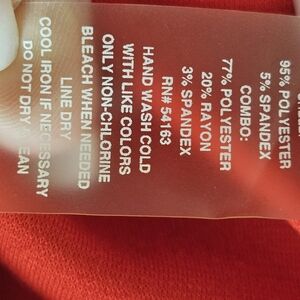 95% POLYESTER
5% SPANDEX
COMBO:
77% POLYESTER
20% RAYON
3% SPANDEX
RN# 54163
HAND WASH COLD
WITH LIKE COLORS
ONLY NON-CHLORINE
BLEACH WHEN NEEDED
LINE DRY
COOL IRON IF NECESSARY
DO NOT DRY CLEAN